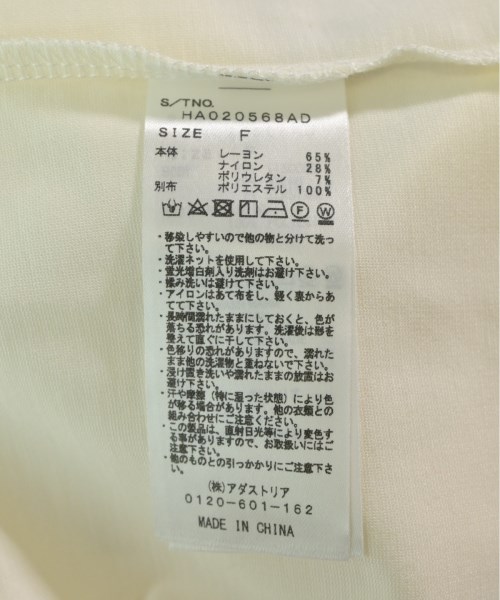 S/TNO.
HA020568AD
SIZE F
本体 レーヨン 65%
ナイロン 28%
ポリウレタン 7%
別布 ポリエステル 100%
・移染しやすいので他の物と分けて洗っ
て下さい。
・洗濯ネットを使用して下さい。
・蛍光増白剤入り洗剤はお避け下さい。
・揉み洗いは避けて下さい。
・アイロンはあて布をし、軽く裏からあ
てて下さい。
・長時間濡れたままにしておくと、色が
落ちる恐れがあります。洗濯後は形を
整えて直ぐに干して下さい。
・色移りの恐れがありますので、濡れた
まま他の洗濯物と重ねないで下さい。
・浸け置き洗いや濡れたままの放置はお
避け下さい。
・汗や摩擦（特に湿った状態）により色
が移る場合があります。他の衣類との
組み合わせにご注意ください。
・この製品は、直射日光等により変色す
る事がありますので、お取扱いにはご
注意下さい。
・他のものとの引っかかりにご注意下さ
い。
(株)アダストリア
0120-601-162
MADE IN CHINA